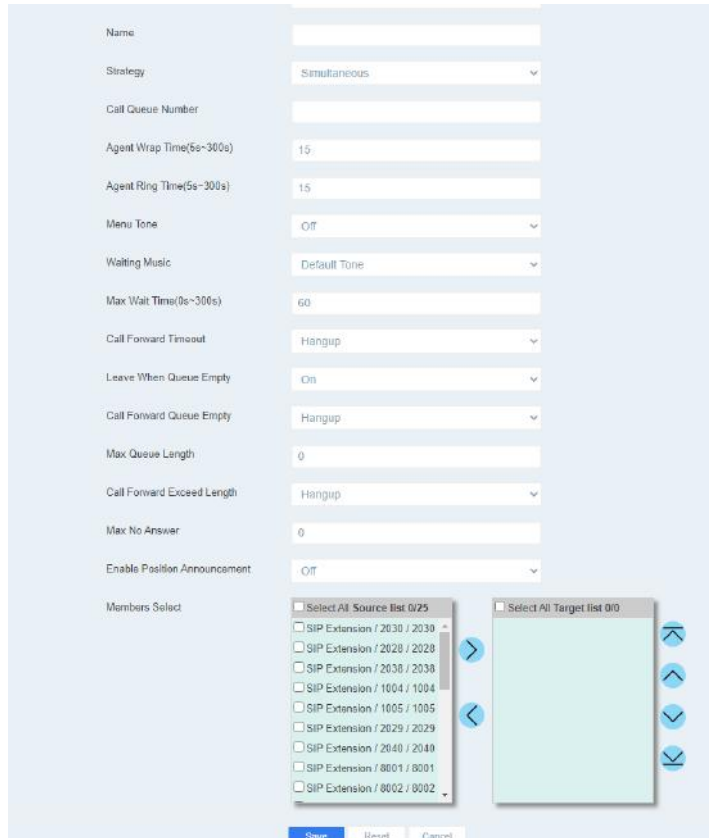 Name
Strategy Simultaneous
Call Queue Number
Agent Wrap Time(5s~300s) 15
Agent Ring Time(5s~300s) 15
Menu Tone Off
Waiting Music Default Tone
Max Wait Time(0s~300s) 60
Call Forward Timeout Hangup
Leave When Queue Empty On
Call Forward Queue Empty Hangup
Max Queue Length 0
Call Forward Exceed Length Hangup
Max No Answer 0
Enable Position Announcement Off
Members Select Select All Source list 0/25 Select All Target list 0/0
SIP Extension / 2030 / 2030
SIP Extension / 2028 / 2028
SIP Extension / 2038 / 2038
SIP Extension / 1004 / 1004
SIP Extension / 1005 / 1005
SIP Extension / 2029 / 2029
SIP Extension / 2040 / 2040
SIP Extension / 8001 / 8001
SIP Extension / 8002 / 8002
Save Reset Cancel